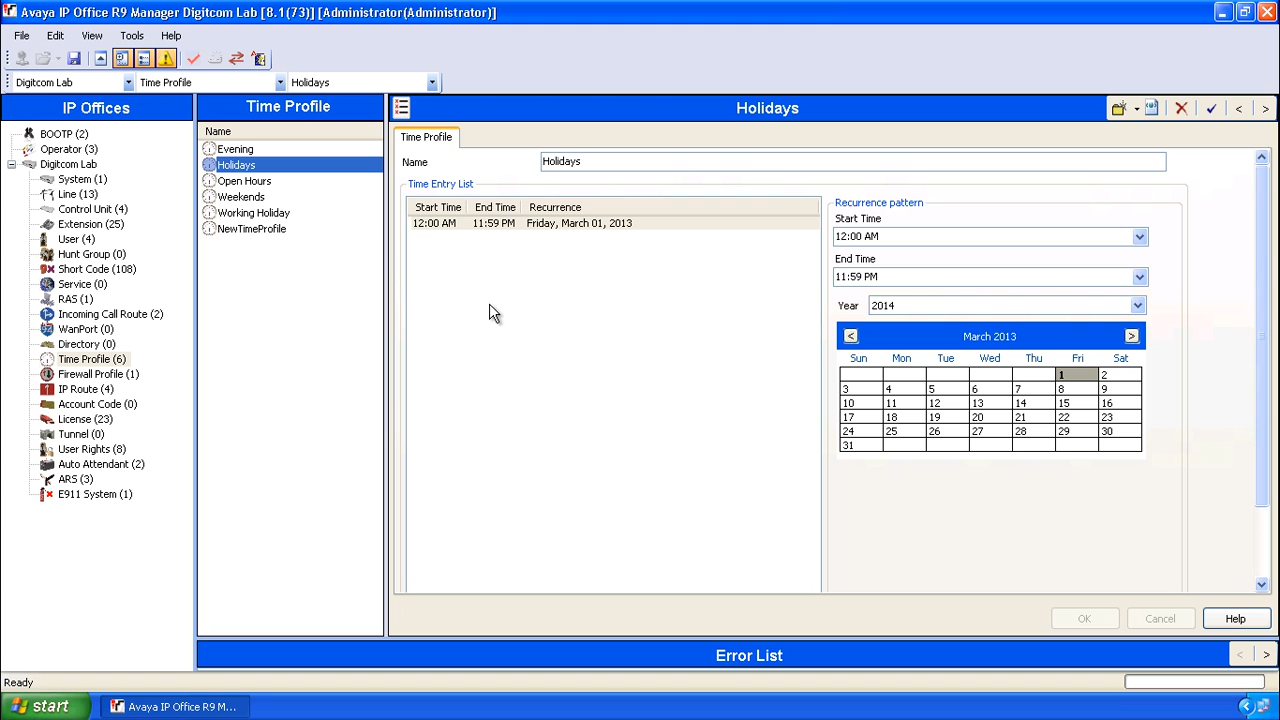 Avaya IP Office R9 Manager Digitcom Lab [8.1(73)] [Administrator(Administrator)]
File Edit View Tools Help
Digitcom Lab Time Profile Holidays
IP Offices
BOOTP (2)
Operator (3)
Digitcom Lab
System (1)
Line (13)
Control Unit (4)
Extension (25)
User (4)
Hunt Group (0)
Short Code (108)
Service (0)
RAS (1)
Incoming Call Route (2)
WanPort (0)
Directory (0)
Time Profile (6)
Firewall Profile (1)
IP Route (4)
Account Code (0)
License (23)
Tunnel (0)
User Rights (8)
Auto Attendant (2)
ARS (3)
E911 System (1)
Time Profile
Name
Evening
Holidays
Open Hours
Weekends
Working Holiday
NewTimeProfile
Holidays
Time Profile
Name Holidays
Time Entry List
Start Time End Time Recurrence
12:00 AM 11:59 PM Friday, March 01, 2013
Recurrence pattern
Start Time
12:00 AM
End Time
11:59 PM
Year 2014
< March 2013 >
Sun Mon Tue Wed Thu Fri Sat
1 2
3 4 5 6 7 8 9
10 11 12 13 14 15 16
17 18 19 20 21 22 23
24 25 26 27 28 29 30
31
OK Cancel Help
Error List
Ready
start Avaya IP Office R9 M...